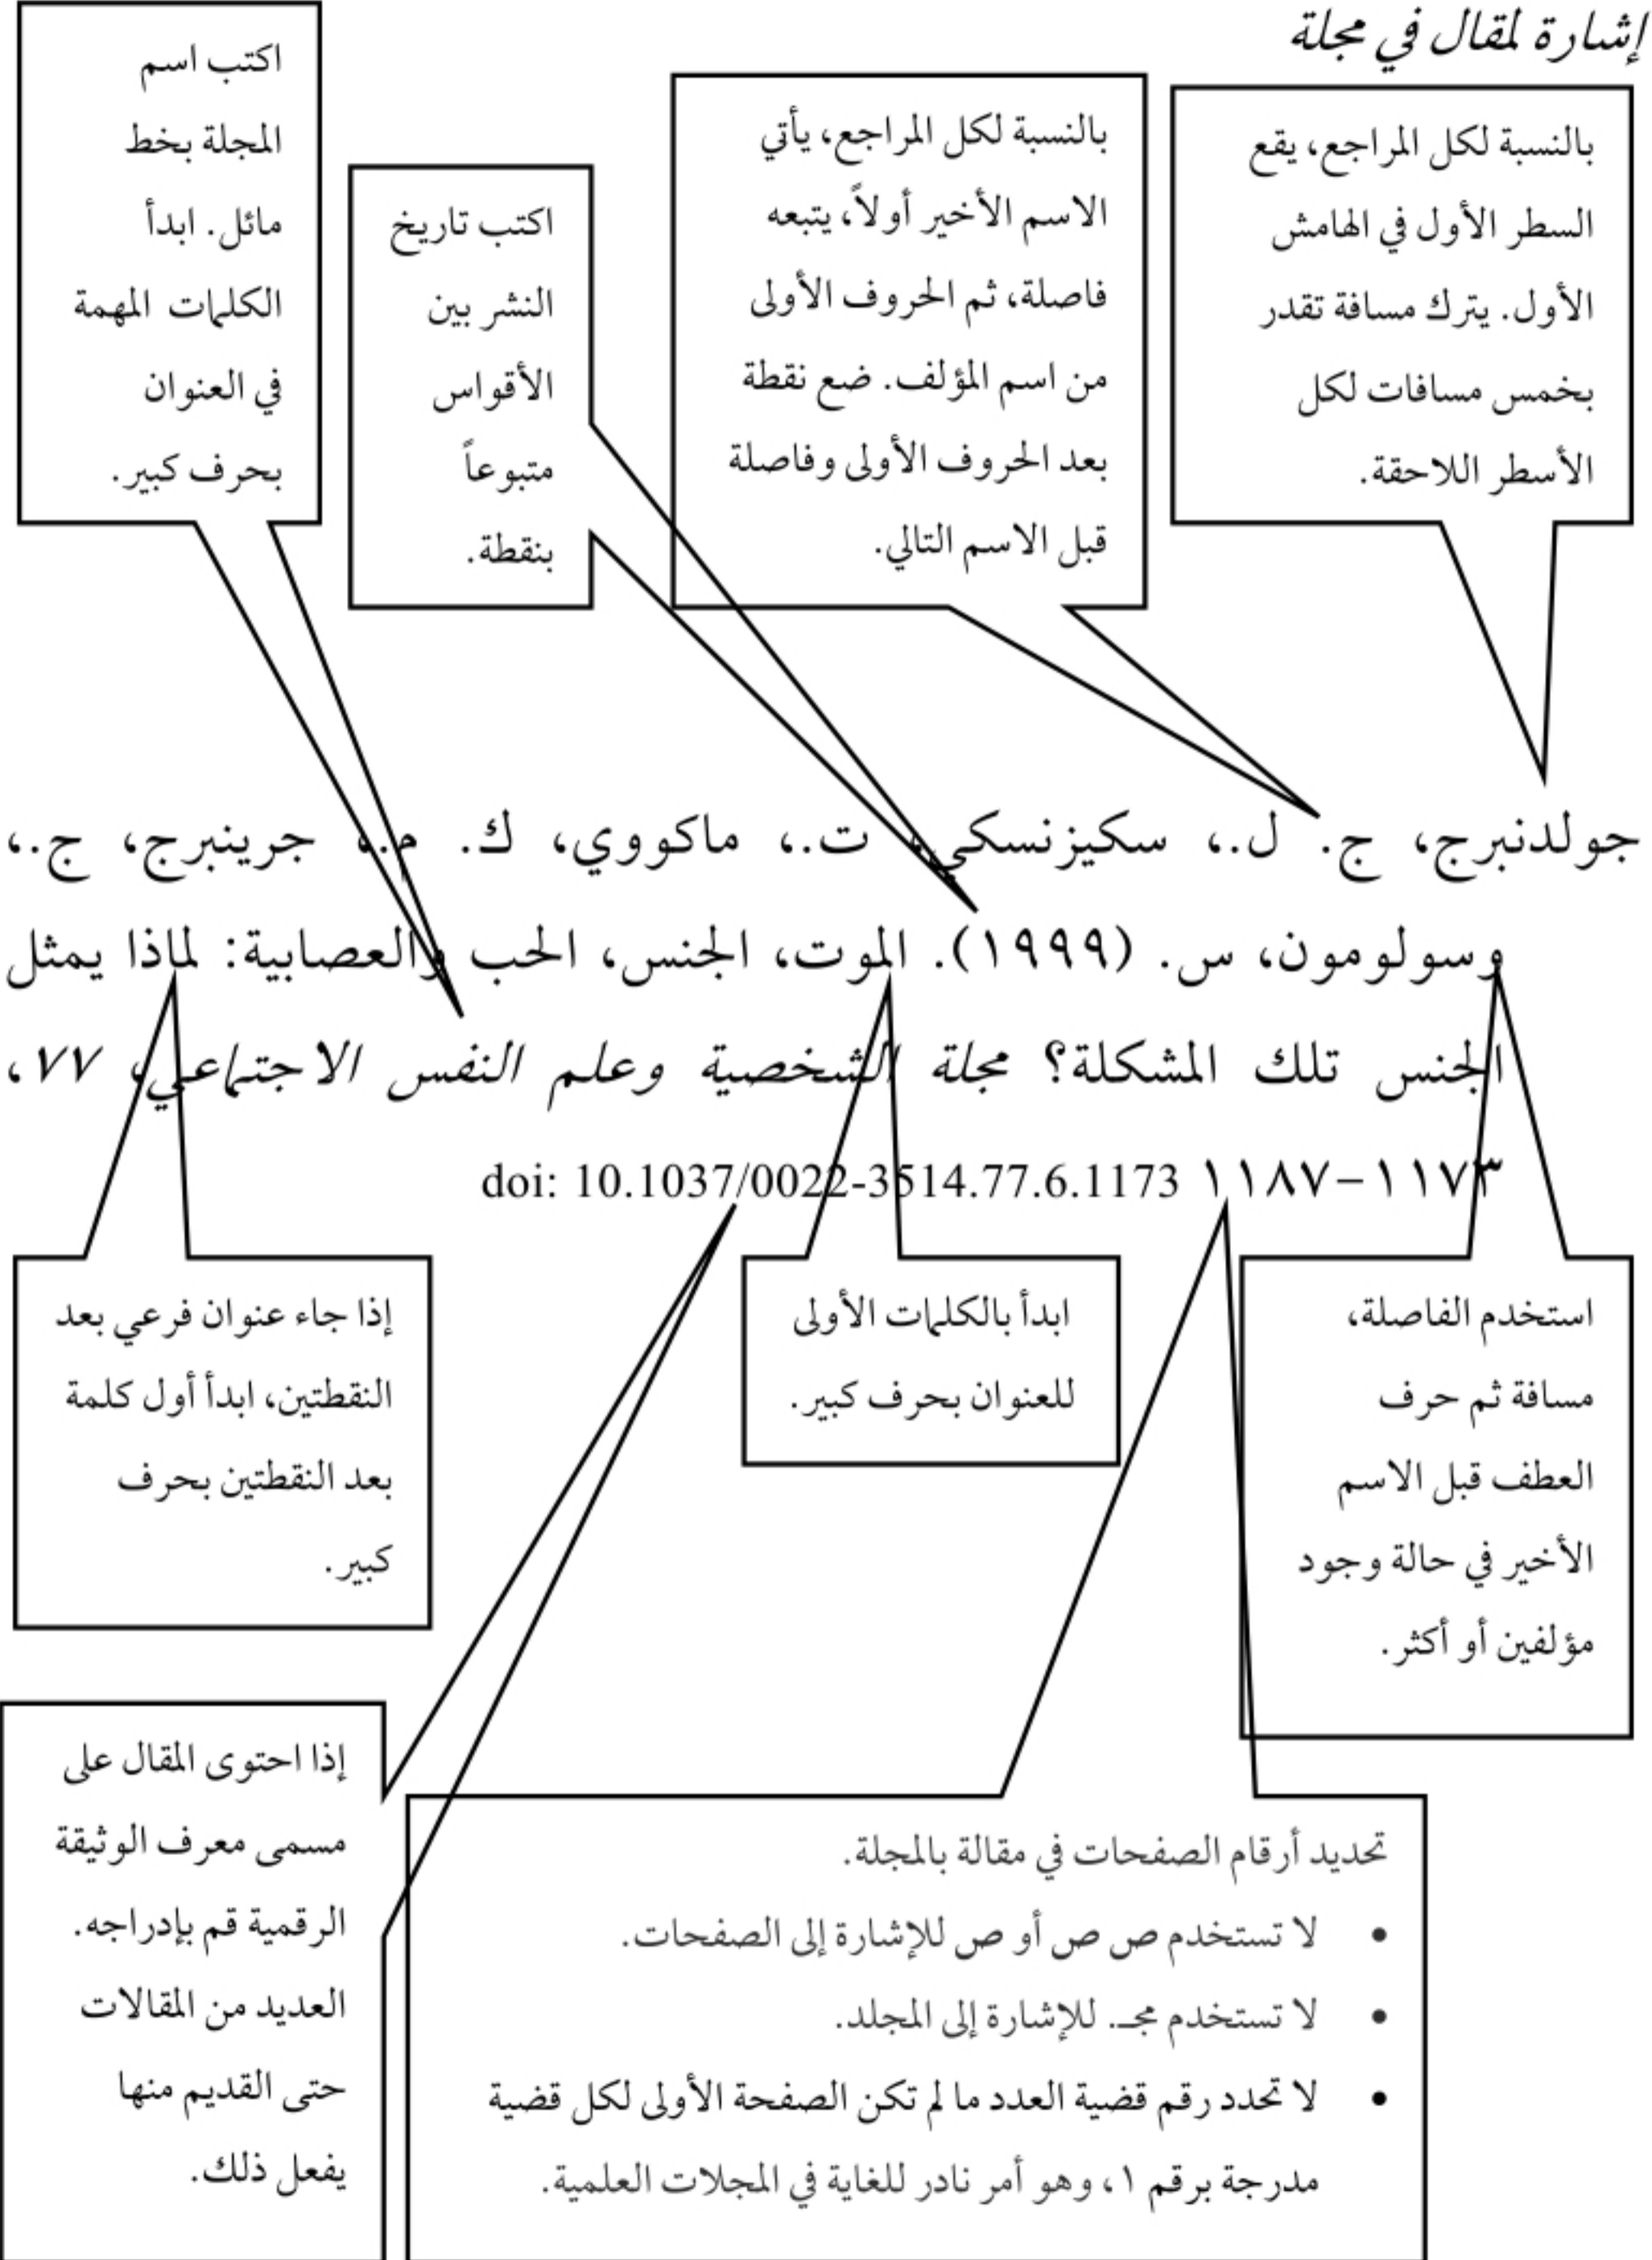 إشارة لمقال في مجلة
بالنسبة لكل المراجع، يقع
السطر الأول في الهامش
الأول. يترك مسافة تقدر
بخمس مسافات لكل
الأسطر اللاحقة.
بالنسبة لكل المراجع، يأتي
الاسم الأخير أولاً، يتبعه
فاصلة، ثم الحروف الأولى
من اسم المؤلف. ضع نقطة
بعد الحروف الأولى وفاصلة
قبل الاسم التالي.
اكتب تاريخ
النشر بين
الأقواس
متبوعاً
بنقطة.
اكتب اسم
المجلة بخط
مائل. ابدأ
الكلمات المهمة
في العنوان
بحرف كبير.
جولدنبرج، ج. ل.، سكيزنسكي، ت.، ماكووي، ك. م.، جرينبرج، ج.،
وسولومون، س. (١٩٩٩). الموت، الجنس، الحب والعصابية: لماذا يمثل
الجنس تلك المشكلة؟ مجلة الشخصية وعلم النفس الاجتماعي، ٧٧،
١١٧٣–١١٨٧ doi: 10.1037/0022-3514.77.6.1173
استخدم الفاصلة،
مسافة ثم حرف
العطف قبل الاسم
الأخير في حالة وجود
مؤلفين أو أكثر.
ابدأ بالكلمات الأولى
للعنوان بحرف كبير.
إذا جاء عنوان فرعي بعد
النقطتين، ابدأ أول كلمة
بعد النقطتين بحرف
كبير.
تحديد أرقام الصفحات في مقالة بالمجلة.
• لا تستخدم ص ص أو ص للإشارة إلى الصفحات.
• لا تستخدم مجـ. للإشارة إلى المجلد.
• لا تحدد رقم قضية العدد ما لم تكن الصفحة الأولى لكل قضية
مدرجة برقم ١، وهو أمر نادر للغاية في المجلات العلمية.
إذا احتوى المقال على
مسمى معرف الوثيقة
الرقمية قم بإدراجه.
العديد من المقالات
حتى القديم منها
يفعل ذلك.